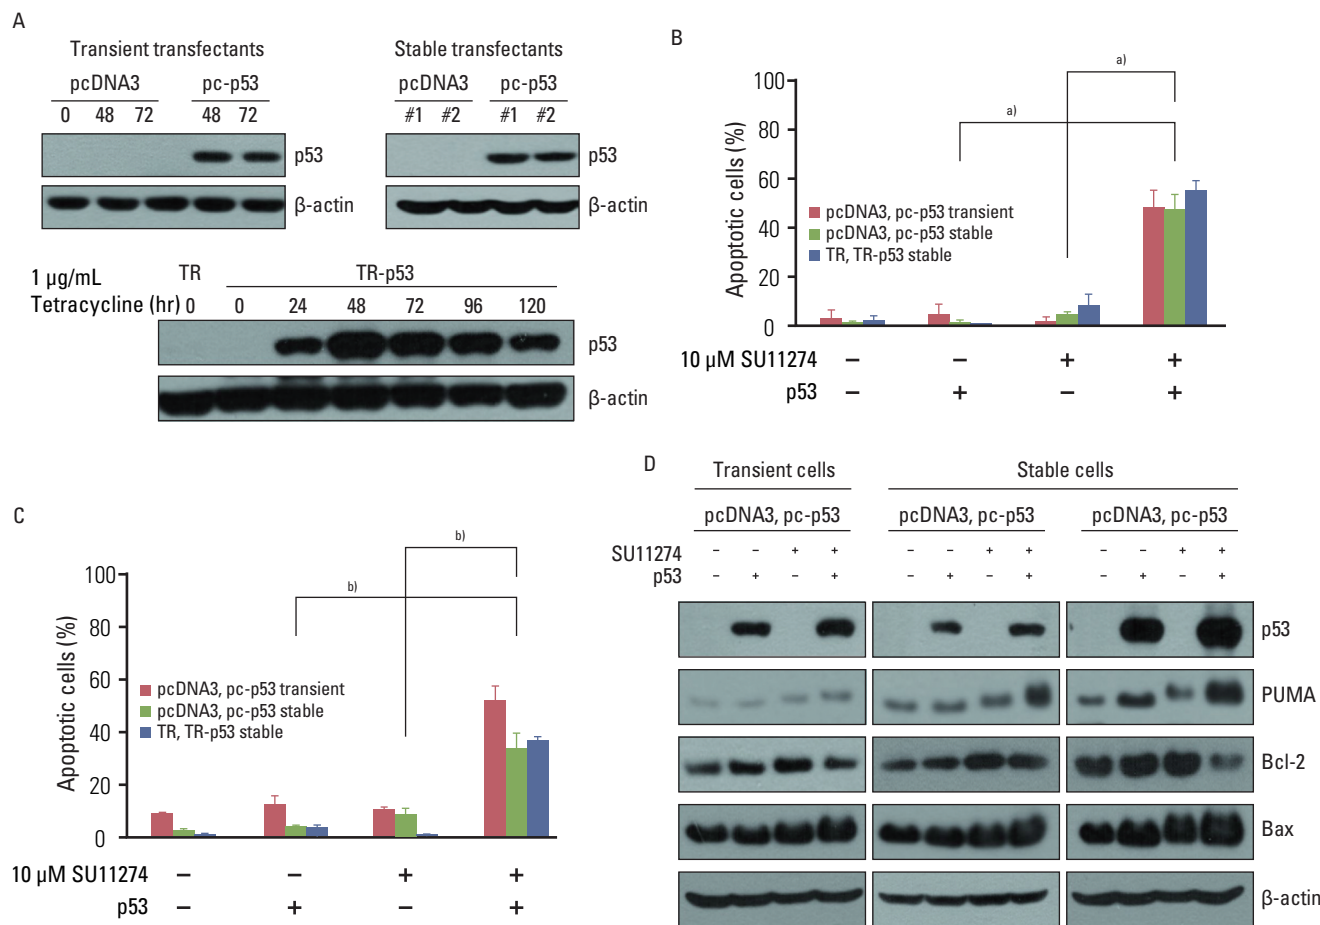 A
Transient transfectants
pcDNA3 pc-p53
0 48 72 48 72
p53
β-actin
Stable transfectants
pcDNA3 pc-p53
#1 #2 #1 #2
p53
β-actin
1 μg/mL
Tetracycline (hr)
TR TR-p53
0 0 24 48 72 96 120
p53
β-actin
B
Apoptotic cells (%)
100
80
60
40
20
0
a)
a)
pcDNA3, pc-p53 transient
pcDNA3, pc-p53 stable
TR, TR-p53 stable
10 μM SU11274 – – + +
p53 – + – +
C
Apoptotic cells (%)
100
80
60
40
20
0
b)
b)
pcDNA3, pc-p53 transient
pcDNA3, pc-p53 stable
TR, TR-p53 stable
10 μM SU11274 – – + +
p53 – + – +
D
Transient cells Stable cells
pcDNA3, pc-p53 pcDNA3, pc-p53 pcDNA3, pc-p53
SU11274 – – + + – – + + – – + +
p53 – + – + – + – + – + – +
p53
PUMA
Bcl-2
Bax
β-actin